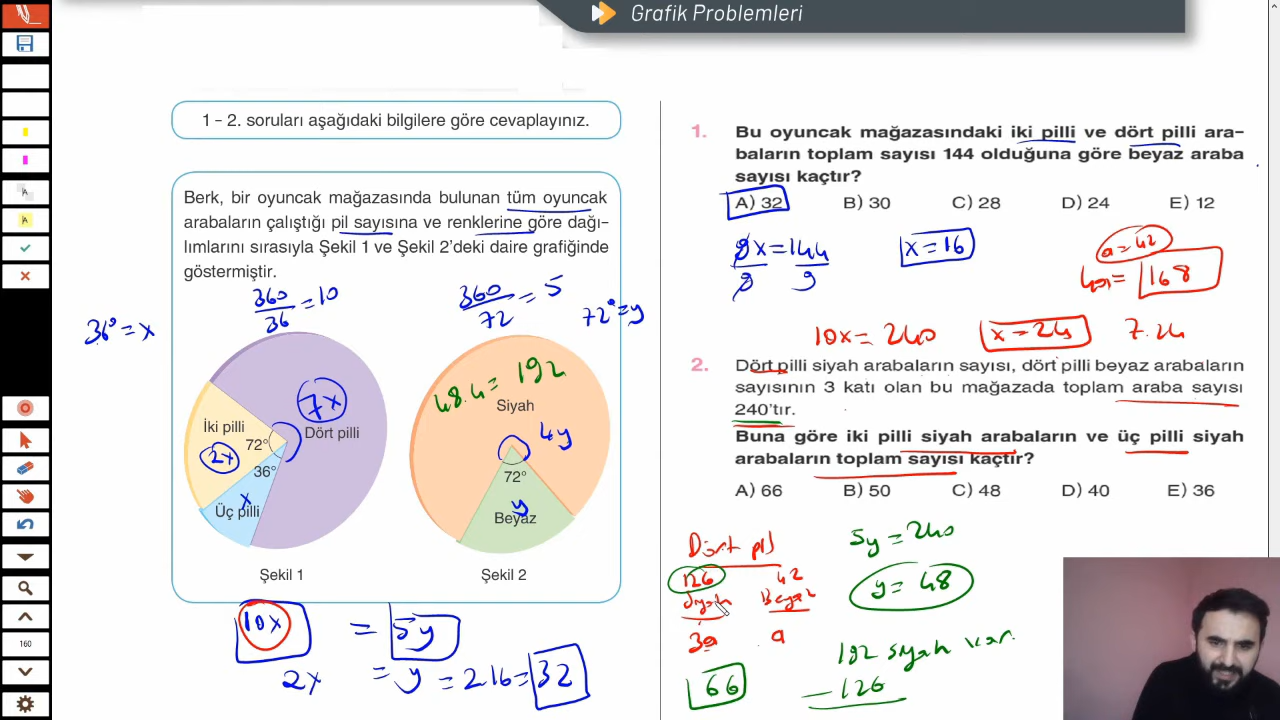 Grafik Problemleri
1 – 2. soruları aşağıdaki bilgilere göre cevaplayınız.
Berk, bir oyuncak mağazasında bulunan tüm oyuncak
arabaların çalıştığı pil sayısına ve renklerine göre dağı-
lımlarını sırasıyla Şekil 1 ve Şekil 2'deki daire grafiğinde
göstermiştir.
360/36 = 10
36° = x
360/72 = 5
72° = y
7x
Dört pilli
İki pilli
72°
2x
36°
x
Üç pilli
Şekil 1
48.4 = 192
Siyah
4y
72°
y
Beyaz
Şekil 2
10x = 5y
2x = y = 2.16 = 32
1. Bu oyuncak mağazasındaki iki pilli ve dört pilli ara-
baların toplam sayısı 144 olduğuna göre beyaz araba
sayısı kaçtır?
A) 32 B) 30 C) 28 D) 24 E) 12
9x = 144
9 9
x = 16
a = 42
168
10x = 240
x = 24
7.24
2. Dört pilli siyah arabaların sayısı, dört pilli beyaz arabaların
sayısının 3 katı olan bu mağazada toplam araba sayısı
240'tır.
Buna göre iki pilli siyah arabaların ve üç pilli siyah
arabaların toplam sayısı kaçtır?
A) 66 B) 50 C) 48 D) 40 E) 36
Dört pil
126 42
Siyah Beyaz
3a a
66
5y = 240
y = 48
192 siyah var.
– 126
160